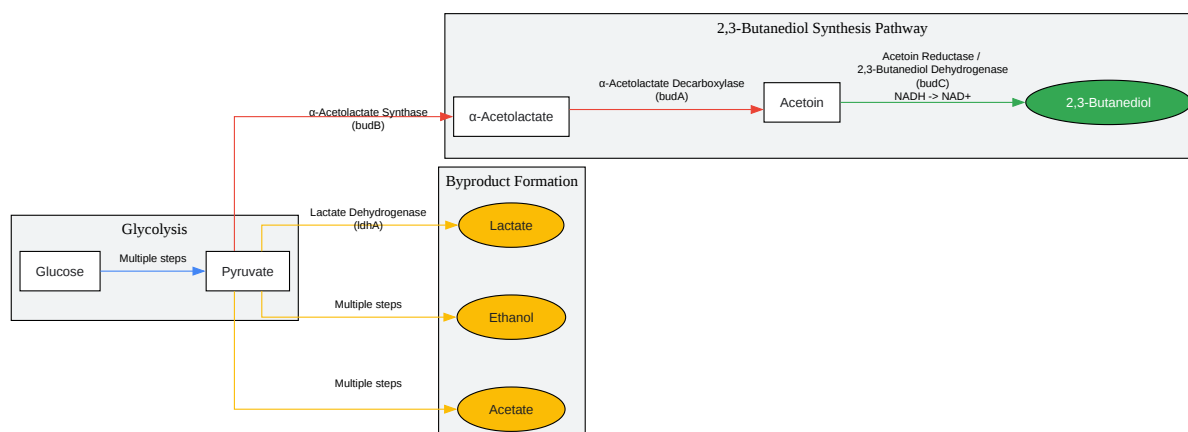 2,3-Butanediol Synthesis Pathway
Acetoin Reductase /
2,3-Butanediol Dehydrogenase
(budC)
NADH -> NAD+
α-Acetolactate Decarboxylase
(budA)
α-Acetolactate Synthase
(budB)
α-Acetolactate
Acetoin
2,3-Butanediol
Byproduct Formation
Lactate Dehydrogenase
(ldhA)
Lactate
Glycolysis
Multiple steps
Glucose
Pyruvate
Multiple steps
Ethanol
Multiple steps
Acetate